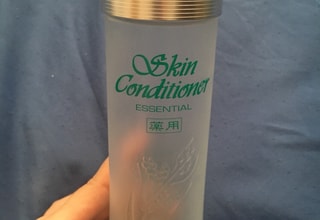 Skin
Conditioner
ESSENTIAL
薬用